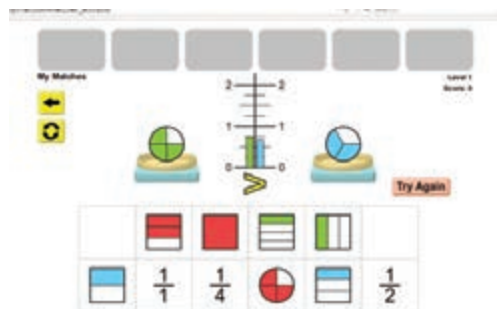 My Matches
Level 1
Score: 0
2 2
1 1
0 0
>
Try Again
1/1 1/4 1/2